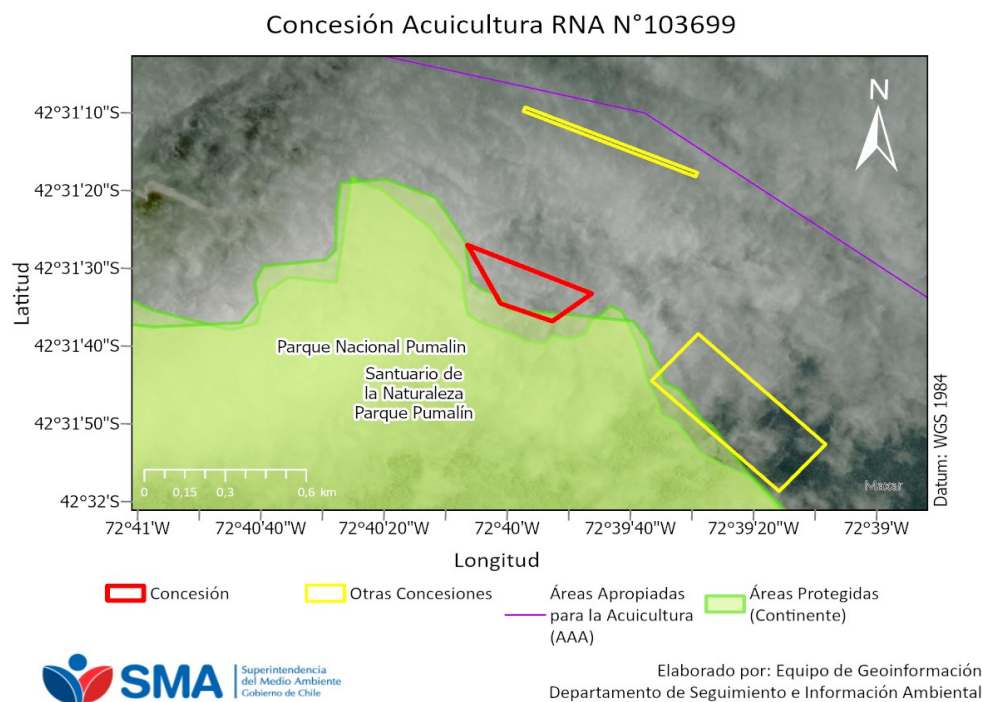 Concesión Acuicultura RNA N°103699
N
42°31'10"S
42°31'20"S
42°31'30"S
42°31'40"S
42°31'50"S
42°32'S
Latitud
Parque Nacional Pumalin
Santuario de
la Naturaleza
Parque Pumalín
0 0,15 0,3 0,6 km
Maxar
Datum: WGS 1984
72°41'W 72°40'40"W 72°40'20"W 72°40'W 72°39'40"W 72°39'20"W 72°39'W
Longitud
Concesión
Otras Concesiones
Áreas Apropiadas
para la Acuicultura
(AAA)
Áreas Protegidas
(Continente)
SMA
Superintendencia
del Medio Ambiente
Gobierno de Chile
Elaborado por: Equipo de Geoinformación
Departamento de Seguimiento e Información Ambiental